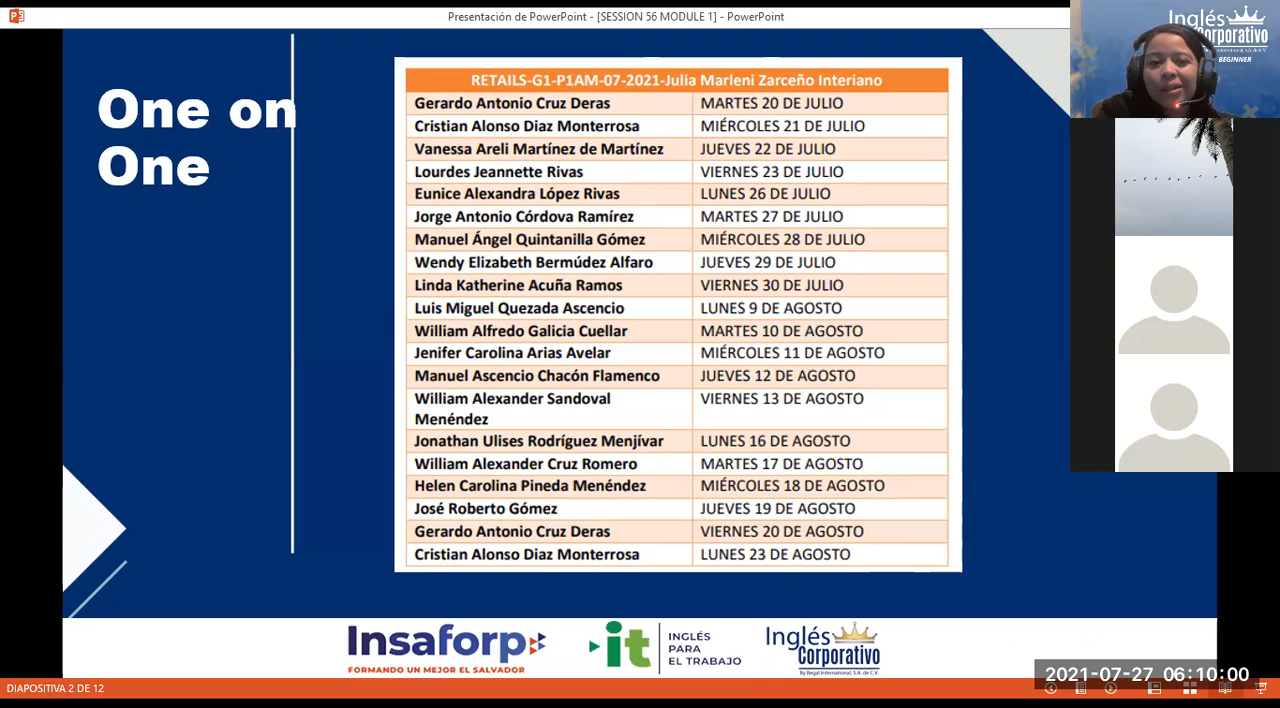 Presentación de PowerPoint - [SESSION 56 MODULE 1] - PowerPoint
Inglés
Corporativo
BEGINNER
One on
One
RETAILS-G1-P1AM-07-2021-Julia Marleni Zarceño Interiano
Gerardo Antonio Cruz Deras MARTES 20 DE JULIO
Cristian Alonso Diaz Monterrosa MIÉRCOLES 21 DE JULIO
Vanessa Areli Martínez de Martínez JUEVES 22 DE JULIO
Lourdes Jeannette Rivas VIERNES 23 DE JULIO
Eunice Alexandra López Rivas LUNES 26 DE JULIO
Jorge Antonio Córdova Ramírez MARTES 27 DE JULIO
Manuel Ángel Quintanilla Gómez MIÉRCOLES 28 DE JULIO
Wendy Elizabeth Bermúdez Alfaro JUEVES 29 DE JULIO
Linda Katherine Acuña Ramos VIERNES 30 DE JULIO
Luis Miguel Quezada Ascencio LUNES 9 DE AGOSTO
William Alfredo Galicia Cuellar MARTES 10 DE AGOSTO
Jenifer Carolina Arias Avelar MIÉRCOLES 11 DE AGOSTO
Manuel Ascencio Chacón Flamenco JUEVES 12 DE AGOSTO
William Alexander Sandoval VIERNES 13 DE AGOSTO
Menéndez
Jonathan Ulises Rodríguez Menjívar LUNES 16 DE AGOSTO
William Alexander Cruz Romero MARTES 17 DE AGOSTO
Helen Carolina Pineda Menéndez MIÉRCOLES 18 DE AGOSTO
José Roberto Gómez JUEVES 19 DE AGOSTO
Gerardo Antonio Cruz Deras VIERNES 20 DE AGOSTO
Cristian Alonso Diaz Monterrosa LUNES 23 DE AGOSTO
Insaforp
FORMANDO UN MEJOR EL SALVADOR
it
INGLÉS
PARA
EL TRABAJO
Inglés
Corporativo
by Regal International, S.A. de C.V.
2021-07-27 06:10:00
DIAPOSITIVA 2 DE 12